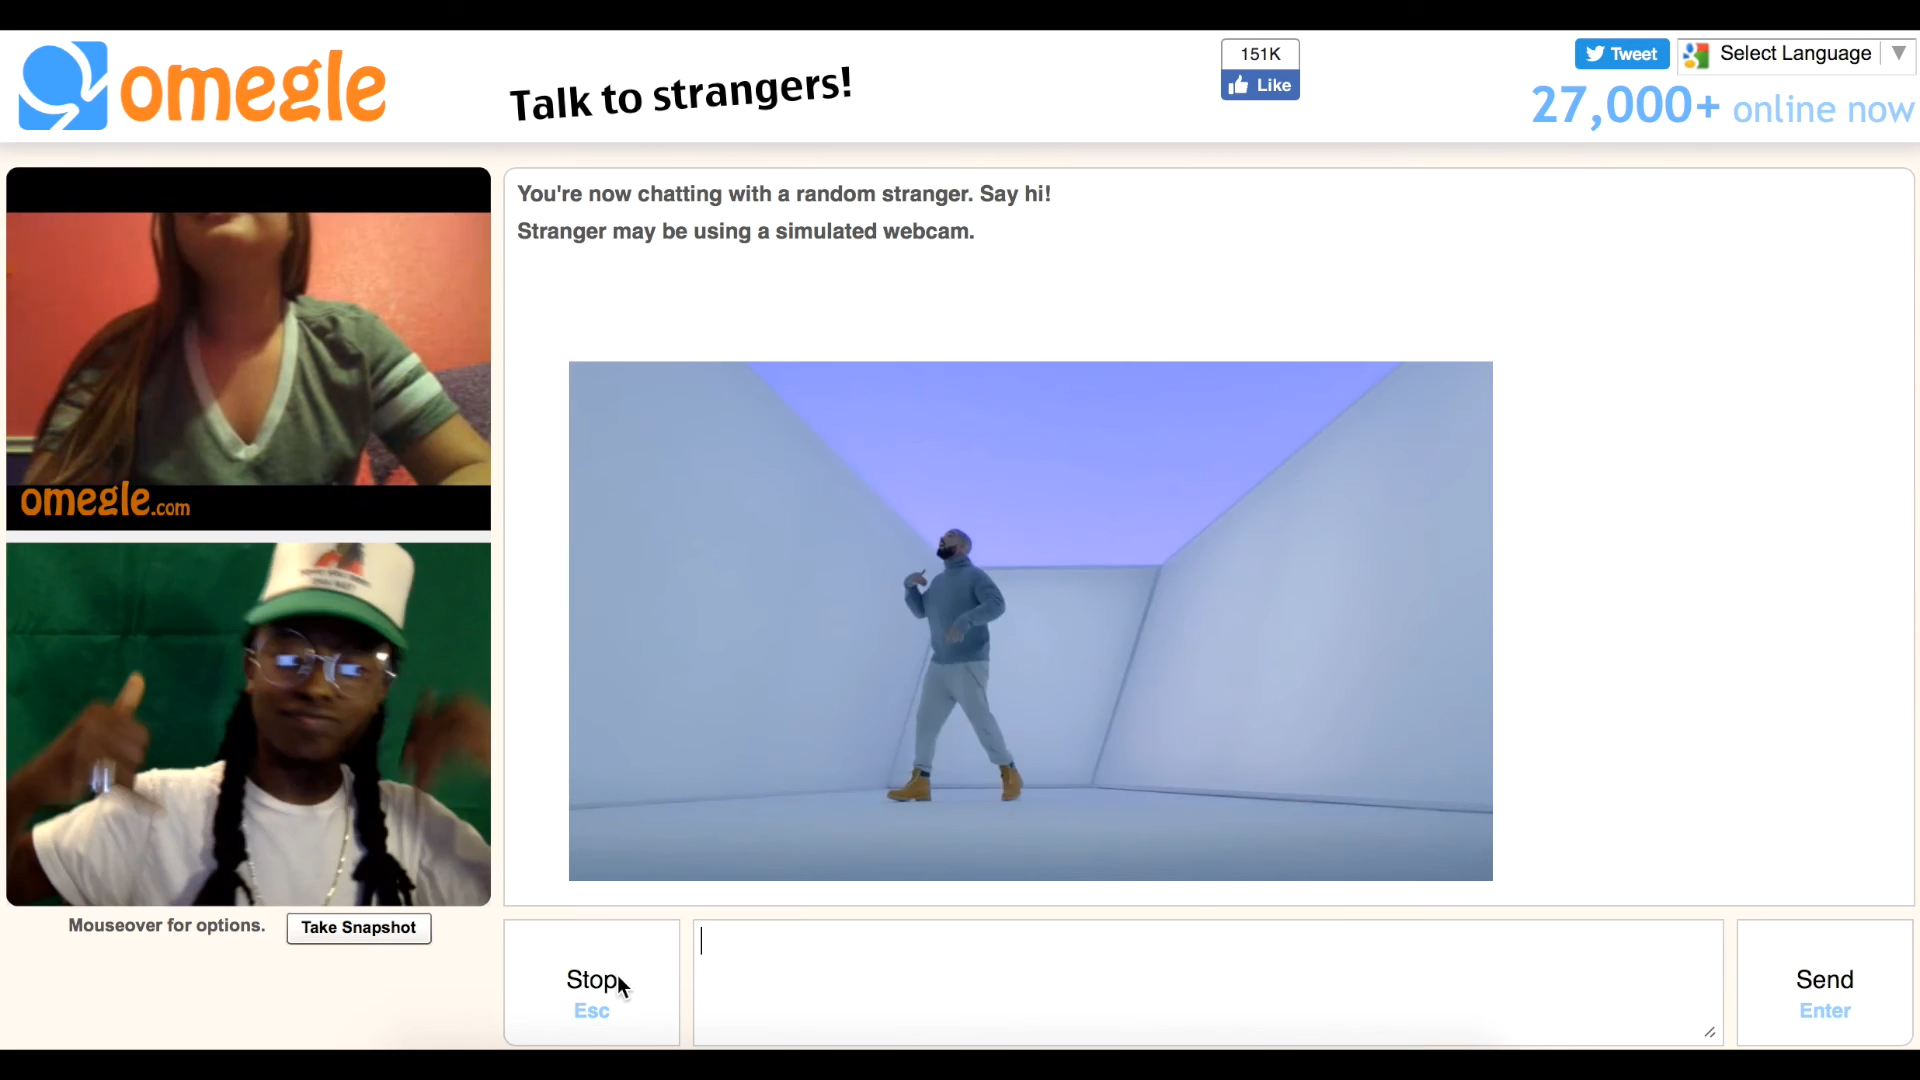 omegle
Talk to strangers!
151K
Like
Tweet
Select Language
27,000+ online now
You're now chatting with a random stranger. Say hi!
Stranger may be using a simulated webcam.
omegle.com
Mouseover for options.
Take Snapshot
Stop
Esc
Send
Enter